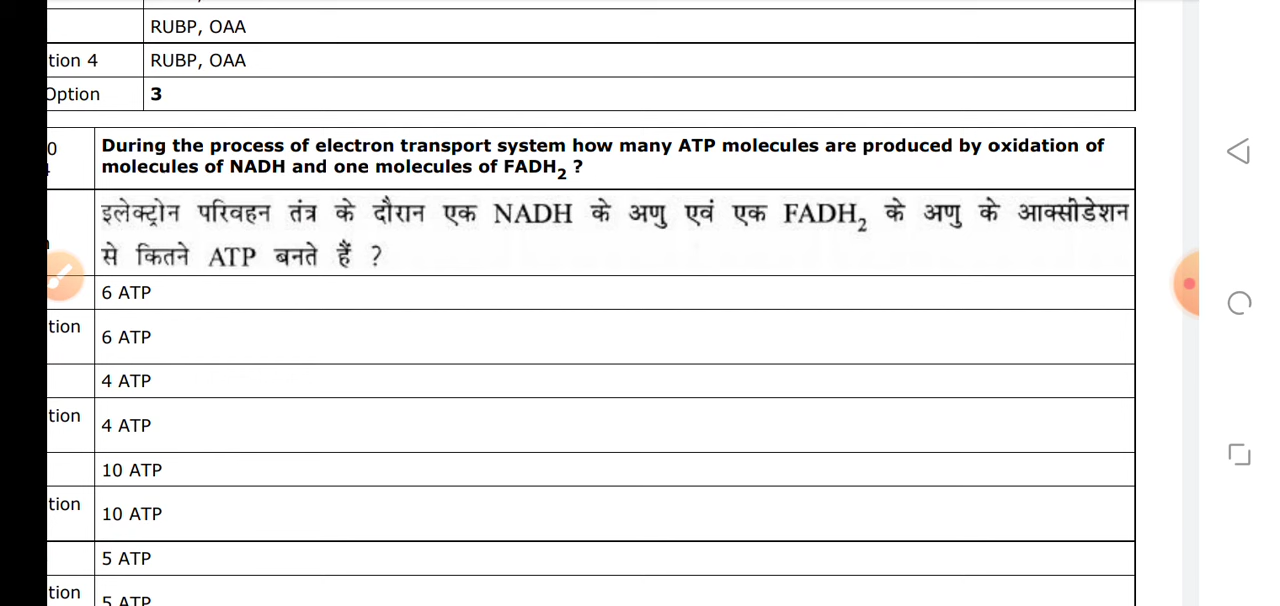 RUBP, OAA
tion 4 RUBP, OAA
Option 3
0 During the process of electron transport system how many ATP molecules are produced by oxidation of
molecules of NADH and one molecules of FADH₂ ?
इलेक्ट्रोन परिवहन तंत्र के दौरान एक NADH के अणु एवं एक FADH₂ के अणु के आक्सीडेशन
से कितने ATP बनते हैं ?
6 ATP
tion 6 ATP
4 ATP
tion 4 ATP
10 ATP
tion 10 ATP
5 ATP
tion 5 ATP